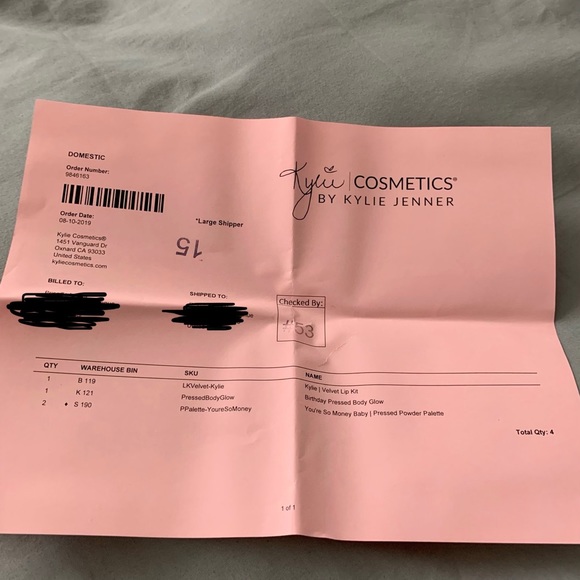 DOMESTIC
Order Number:
9846163
Order Date:
08-10-2019
Kylie Cosmetics®
1451 Vanguard Dr
Oxnard CA 93033
United States
kyliecosmetics.com
*Large Shipper
15
Kylie | COSMETICS®
BY KYLIE JENNER
BILLED TO:
SHIPPED TO:
Checked By:
#53
QTY WAREHOUSE BIN SKU NAME
1 B 119 LKVelvet-Kylie Kylie | Velvet Lip Kit
1 K 121 PressedBodyGlow Birthday Pressed Body Glow
2 ♦ S 190 PPalette-YoureSoMoney You're So Money Baby | Pressed Powder Palette
Total Qty: 4
1 of 1